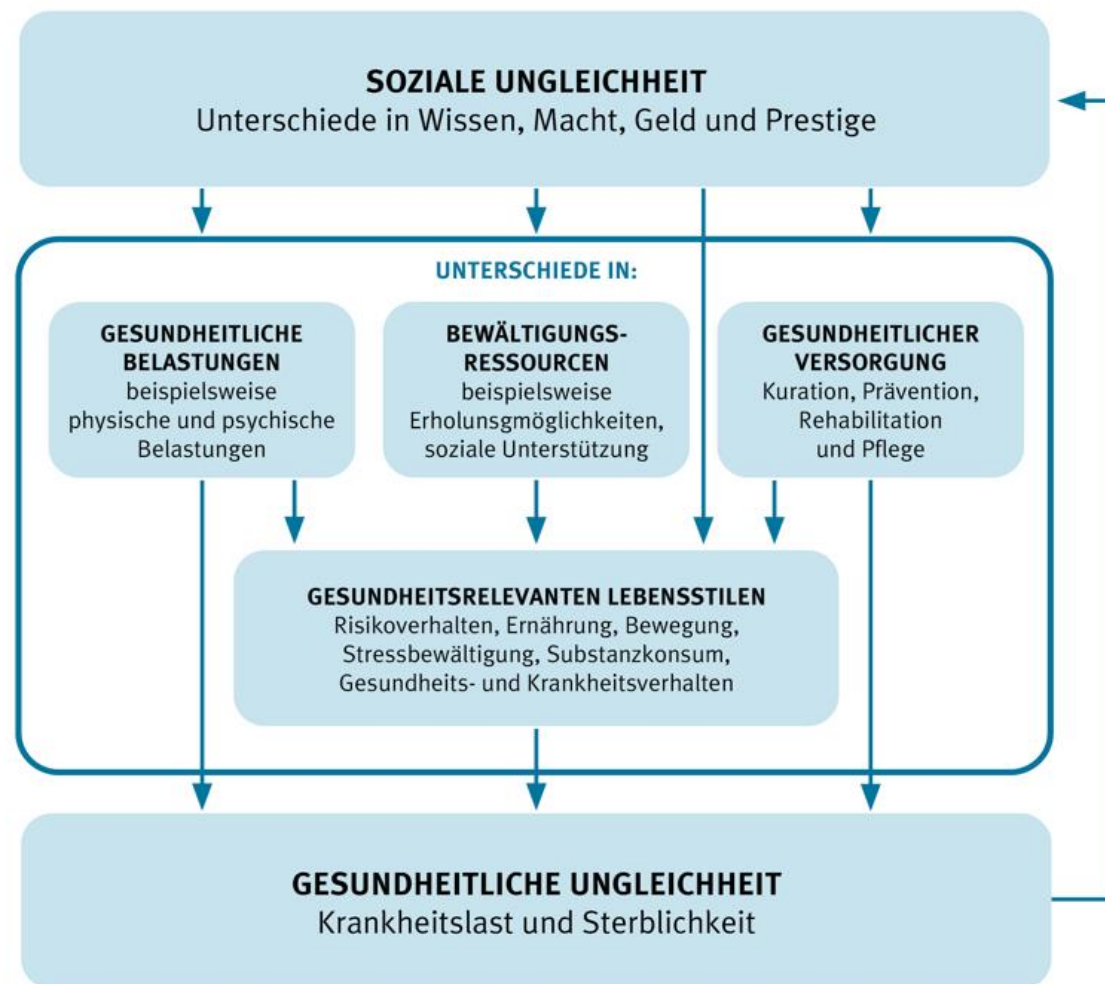 SOZIALE UNGLEICHHEIT
Unterschiede in Wissen, Macht, Geld und Prestige
UNTERSCHIEDE IN:
GESUNDHEITLICHE
BELASTUNGEN
beispielsweise
physische und psychische
Belastungen
BEWÄLTIGUNGS-
RESSOURCEN
beispielsweise
Erholunsgmöglichkeiten,
soziale Unterstützung
GESUNDHEITLICHER
VERSORGUNG
Kuration, Prävention,
Rehabilitation
und Pflege
GESUNDHEITSRELEVANTEN LEBENSSTILEN
Risikoverhalten, Ernährung, Bewegung,
Stressbewältigung, Substanzkonsum,
Gesundheits- und Krankheitsverhalten
GESUNDHEITLICHE UNGLEICHHEIT
Krankheitslast und Sterblichkeit